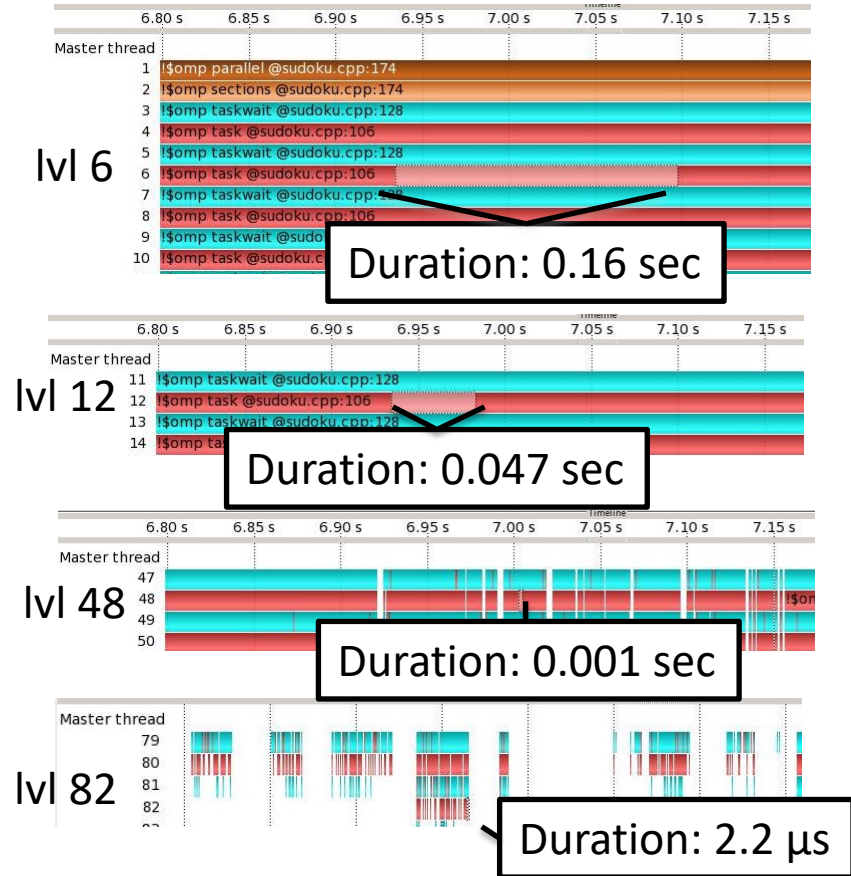 Timeline
6.80 s 6.85 s 6.90 s 6.95 s 7.00 s 7.05 s 7.10 s 7.15 s
Master thread
1 !$omp parallel @sudoku.cpp:174
2 !$omp sections @sudoku.cpp:174
3 !$omp taskwait @sudoku.cpp:128
4 !$omp task @sudoku.cpp:106
5 !$omp taskwait @sudoku.cpp:128
lvl 6
6 !$omp task @sudoku.cpp:106
7 !$omp taskwait @sudoku.cpp:128
8 !$omp task @sudoku.cpp:106
9 !$omp taskwait @sudo
10 !$omp task @sudoku.c
Duration: 0.16 sec
Timeline
6.80 s 6.85 s 6.90 s 6.95 s 7.00 s 7.05 s 7.10 s 7.15 s
Master thread
11 !$omp taskwait @sudoku.cpp:128
lvl 12
12 !$omp task @sudoku.cpp:106
13 !$omp taskwait @sudoku.cpp:128
14 !$omp ta
Duration: 0.047 sec
Timeline
6.80 s 6.85 s 6.90 s 6.95 s 7.00 s 7.05 s 7.10 s 7.15 s
Master thread
47
lvl 48
48 !$on
49
50
Duration: 0.001 sec
Master thread
79
80
81
lvl 82
82
Duration: 2.2 µs